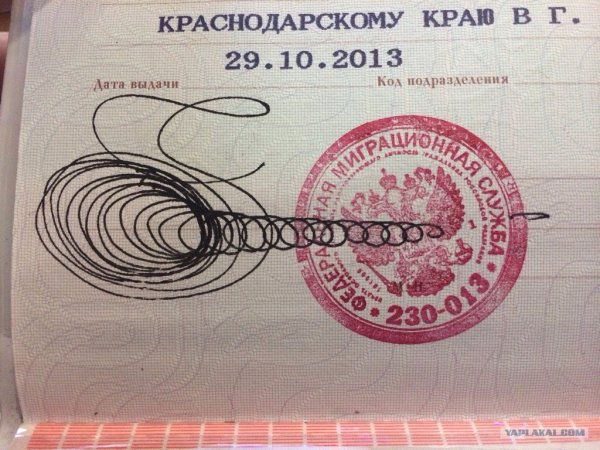 КРАСНОДАРСКОМУ КРАЮ В Г.
29.10.2013
Дата выдачи
Код подразделения
ФЕДЕРАЛЬНАЯ МИГРАЦИОННАЯ СЛУЖБА
* 230-013 *
YAPLAKAL.COM